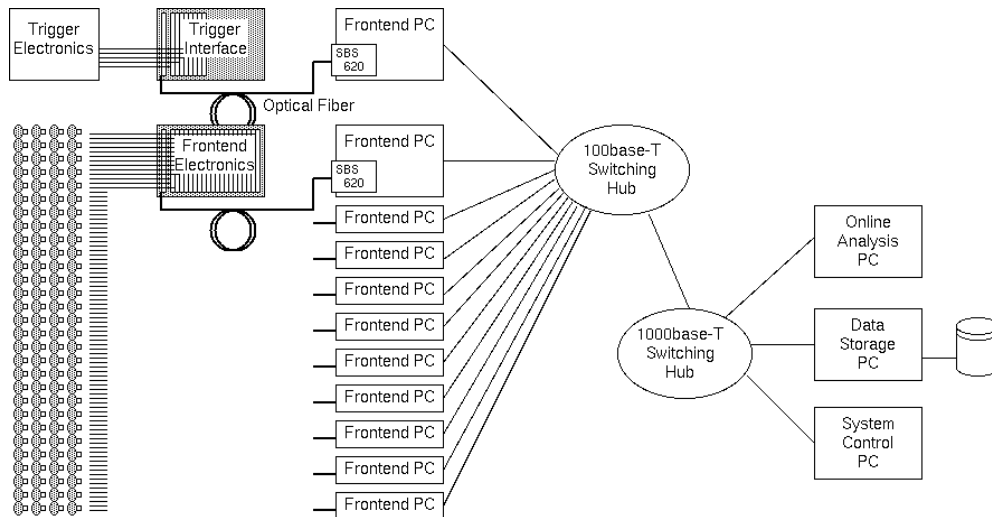 Trigger
Electronics
Trigger
Interface
Frontend PC
SBS
620
Optical Fiber
Frontend
Electronics
Frontend PC
SBS
620
Frontend PC
Frontend PC
Frontend PC
Frontend PC
Frontend PC
Frontend PC
Frontend PC
Frontend PC
Frontend PC
100base-T
Switching
Hub
1000base-T
Switching
Hub
Online
Analysis
PC
Data
Storage
PC
System
Control
PC